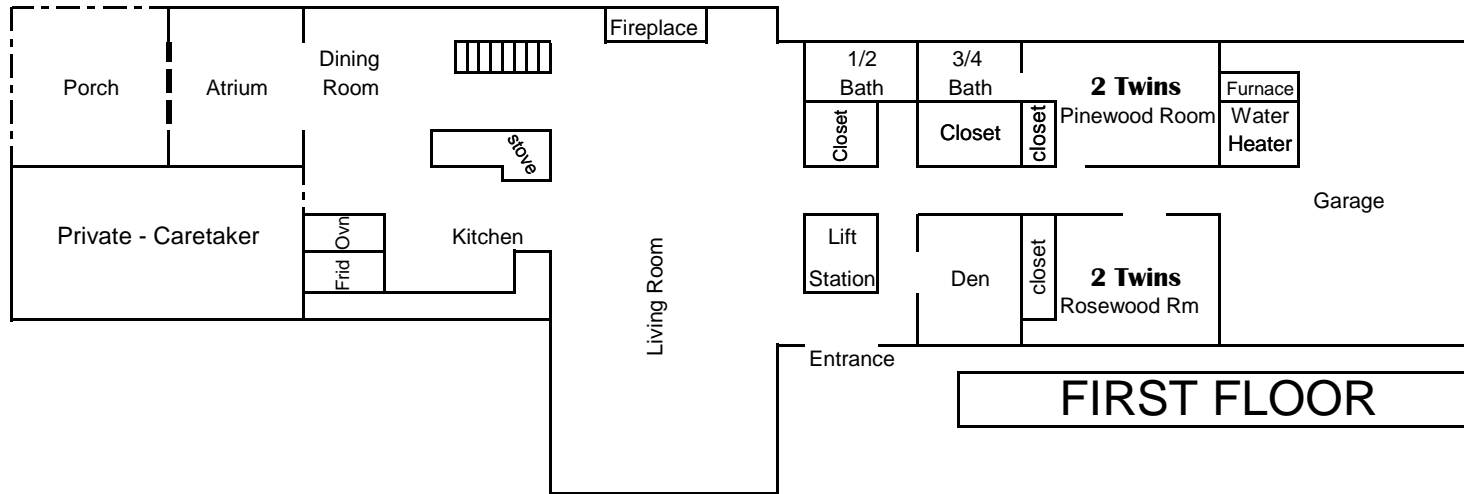 Fireplace
Porch
Atrium
Dining
Room
1/2
Bath
3/4
Bath
2 Twins
Pinewood Room
Furnace
Water
Heater
Closet
Closet
closet
stove
Garage
Private - Caretaker
Ovn
Frid
Kitchen
Living Room
Lift
Station
Den
closet
2 Twins
Rosewood Rm
Entrance
FIRST FLOOR